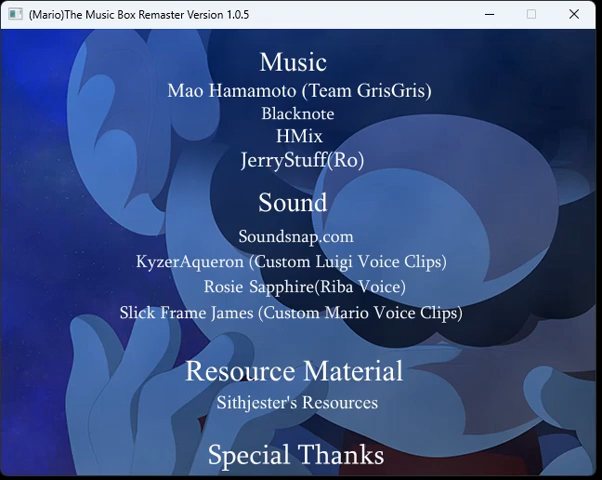 (Mario)The Music Box Remaster Version 1.0.5
Music
Mao Hamamoto (Team GrisGris)
Blacknote
HMix
JerryStuff(Ro)
Sound
Soundsnap.com
KyzerAqueron (Custom Luigi Voice Clips)
Rosie Sapphire(Riba Voice)
Slick Frame James (Custom Mario Voice Clips)
Resource Material
Sithjester's Resources
Special Thanks